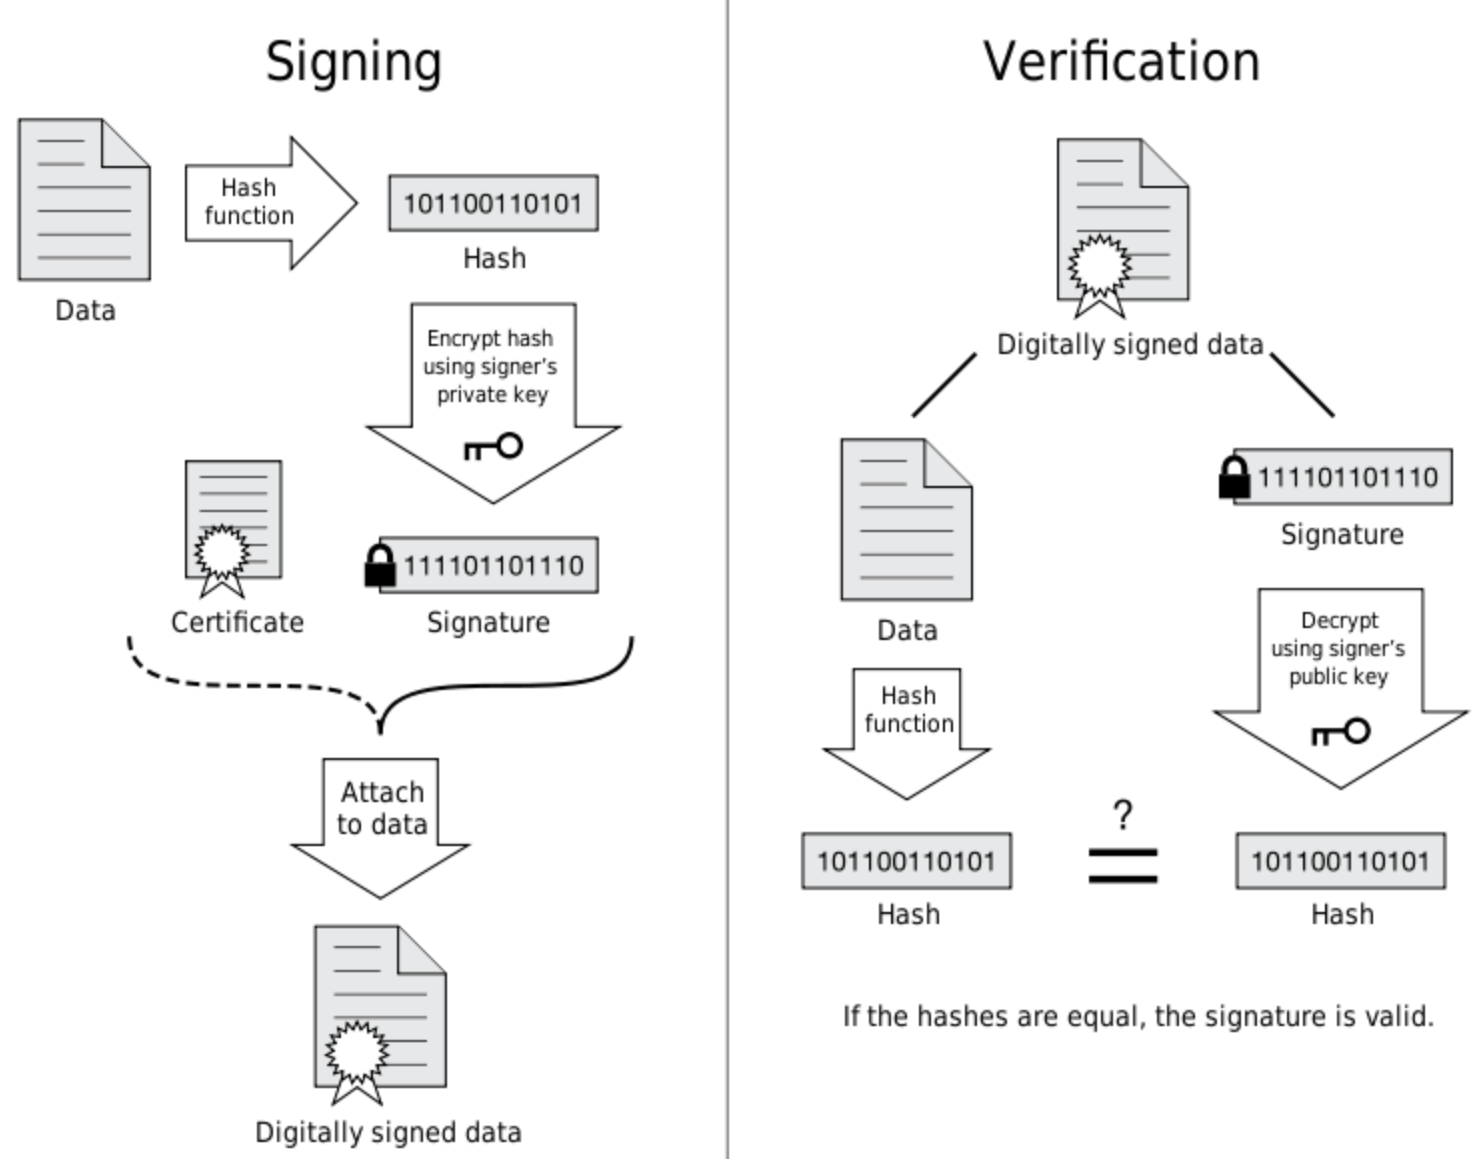 Signing
Hash
function
101100110101
Hash
Data
Encrypt hash
using signer's
private key
111101101110
Certificate
Signature
Attach
to data
Digitally signed data
Verification
Digitally signed data
111101101110
Signature
Data
Decrypt
using signer's
public key
Hash
function
?
101100110101
101100110101
Hash
Hash
If the hashes are equal, the signature is valid.